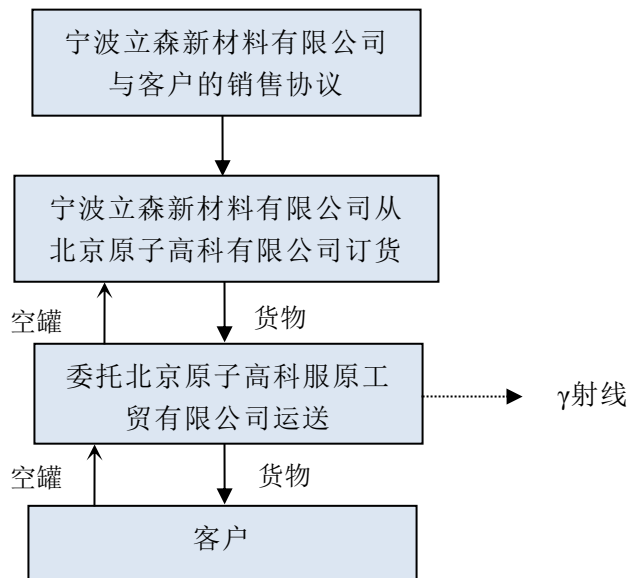 宁波立森新材料有限公司
与客户的销售协议
宁波立森新材料有限公司从
北京原子高科有限公司订货
空罐
货物
委托北京原子高科服原工
贸有限公司运送
γ射线
空罐
货物
客户